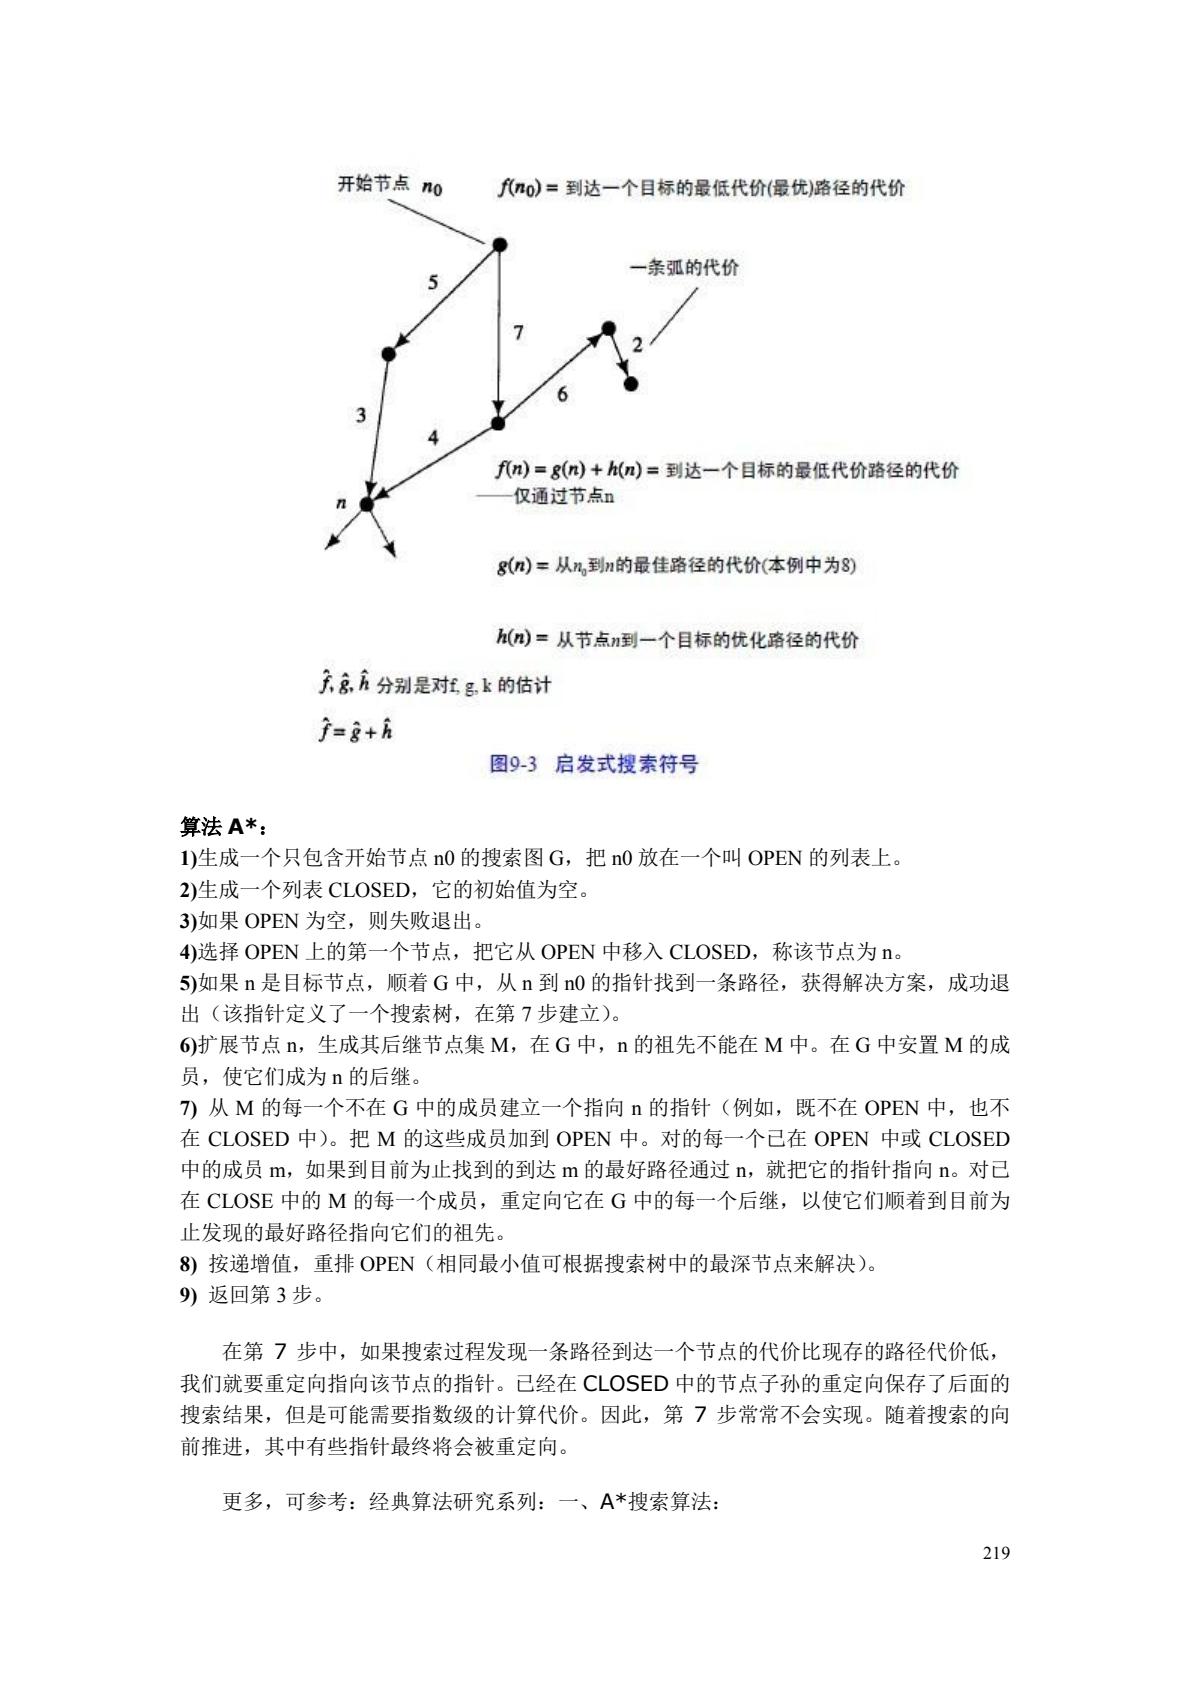 开始节点 n0
f(n0) = 到达一个目标的最低代价(最优)路径的代价
一条弧的代价
5
7
2
6
3
4
f(n) = g(n) + h(n) = 到达一个目标的最低代价路径的代价
——仅通过节点n
n
g(n) = 从n0到n的最佳路径的代价(本例中为8)
h(n) = 从节点n到一个目标的优化路径的代价
f̂, ĝ, ĥ 分别是对f, g, k 的估计
f̂ = ĝ + ĥ
图9-3 启发式搜索符号
算法 A*：
1)生成一个只包含开始节点 n0 的搜索图 G，把 n0 放在一个叫 OPEN 的列表上。
2)生成一个列表 CLOSED，它的初始值为空。
3)如果 OPEN 为空，则失败退出。
4)选择 OPEN 上的第一个节点，把它从 OPEN 中移入 CLOSED，称该节点为 n。
5)如果 n 是目标节点，顺着 G 中，从 n 到 n0 的指针找到一条路径，获得解决方案，成功退
出（该指针定义了一个搜索树，在第 7 步建立）。
6)扩展节点 n，生成其后继节点集 M，在 G 中，n 的祖先不能在 M 中。在 G 中安置 M 的成
员，使它们成为 n 的后继。
7) 从 M 的每一个不在 G 中的成员建立一个指向 n 的指针（例如，既不在 OPEN 中，也不
在 CLOSED 中）。把 M 的这些成员加到 OPEN 中。对的每一个已在 OPEN 中或 CLOSED
中的成员 m，如果到目前为止找到的到达 m 的最好路径通过 n，就把它的指针指向 n。对已
在 CLOSE 中的 M 的每一个成员，重定向它在 G 中的每一个后继，以使它们顺着到目前为
止发现的最好路径指向它们的祖先。
8) 按递增值，重排 OPEN（相同最小值可根据搜索树中的最深节点来解决）。
9) 返回第 3 步。
在第 7 步中，如果搜索过程发现一条路径到达一个节点的代价比现存的路径代价低，
我们就要重定向指向该节点的指针。已经在 CLOSED 中的节点子孙的重定向保存了后面的
搜索结果，但是可能需要指数级的计算代价。因此，第 7 步常常不会实现。随着搜索的向
前推进，其中有些指针最终将会被重定向。
更多，可参考：经典算法研究系列：一、A*搜索算法：
219